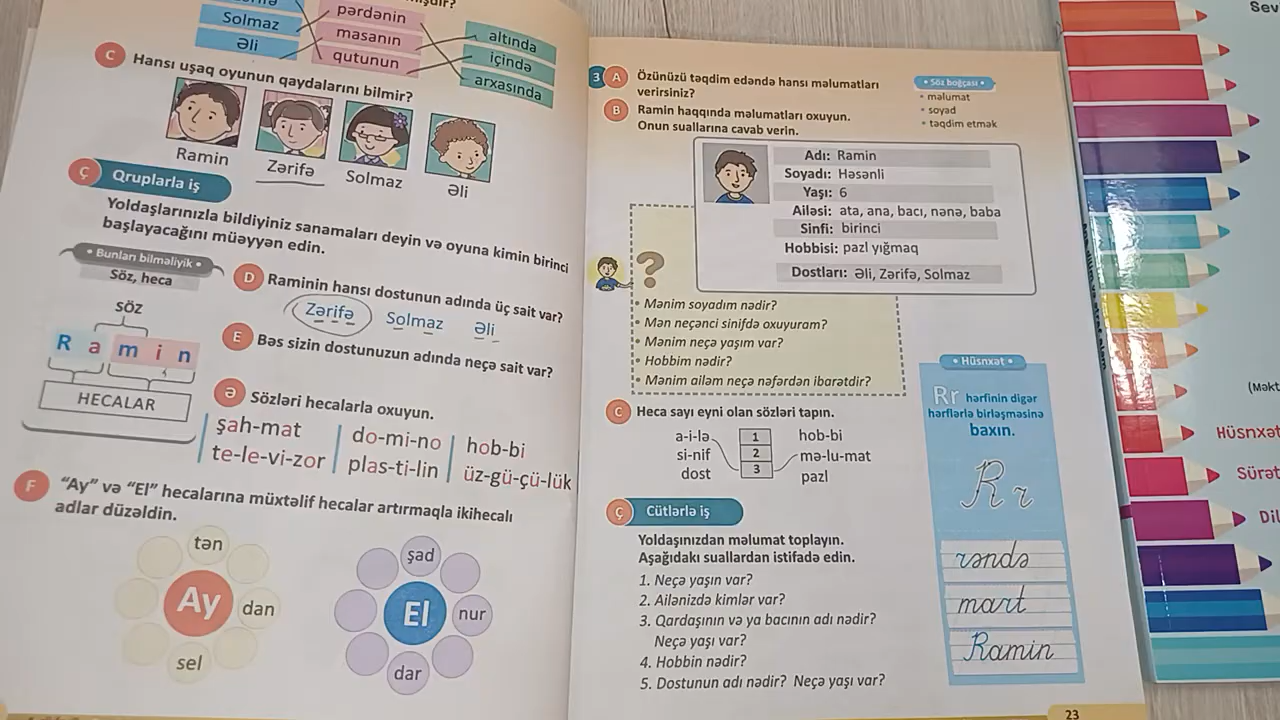 Solmaz
Əli
pərdənin
masanın
qutunun
altında
içində
arxasında
C Hansı uşaq oyunun qaydalarını bilmir?
Ramin
Zərifə
Solmaz
Əli
Ç Qruplarla iş
Yoldaşlarınızla bildiyiniz sanamaları deyin və oyuna kimin birinci
başlayacağını müəyyən edin.
• Bunları bilməliyik •
Söz, heca
SÖZ
R a m i n
HECALAR
D Raminin hansı dostunun adında üç sait var?
Zərifə Solmaz Əli
E Bəs sizin dostunuzun adında neçə sait var?
Ə Sözləri hecalarla oxuyun.
şah-mat
te-le-vi-zor
do-mi-no
plas-ti-lin
hob-bi
üz-gü-çü-lük
F “Ay” və “El” hecalarına müxtəlif hecalar artırmaqla ikihecalı
adlar düzəldin.
tən
Ay
dan
sel
şad
El
nur
dar
3 A Özünüzü təqdim edəndə hansı məlumatları
verirsiniz?
• Söz boğçası •
• məlumat
• soyad
• təqdim etmək
B Ramin haqqında məlumatları oxuyun.
Onun suallarına cavab verin.
Adı: Ramin
Soyadı: Həsənli
Yaşı: 6
Ailəsi: ata, ana, bacı, nənə, baba
Sinfi: birinci
Hobbisi: pazl yığmaq
Dostları: Əli, Zərifə, Solmaz
?
• Mənim soyadım nədir?
• Mən neçənci sinifdə oxuyuram?
• Mənim neçə yaşım var?
• Hobbim nədir?
• Mənim ailəm neçə nəfərdən ibarətdir?
C Heca sayı eyni olan sözləri tapın.
a-i-lə 1 hob-bi
si-nif 2 mə-lu-mat
dost 3 pazl
Ç Cütlərlə iş
Yoldaşınızdan məlumat toplayın.
Aşağıdakı suallardan istifadə edin.
1. Neçə yaşın var?
2. Ailənizdə kimlər var?
3. Qardaşının və ya bacının adı nədir?
Neçə yaşı var?
4. Hobbin nədir?
5. Dostunun adı nədir? Neçə yaşı var?
• Hüsnxət •
Rr hərfinin digər
hərflərlə birləşməsinə
baxın.
R r
rəndə
mart
Ramin
23
Sev
(Məkt
Hüsnxət
Sürət
Dil